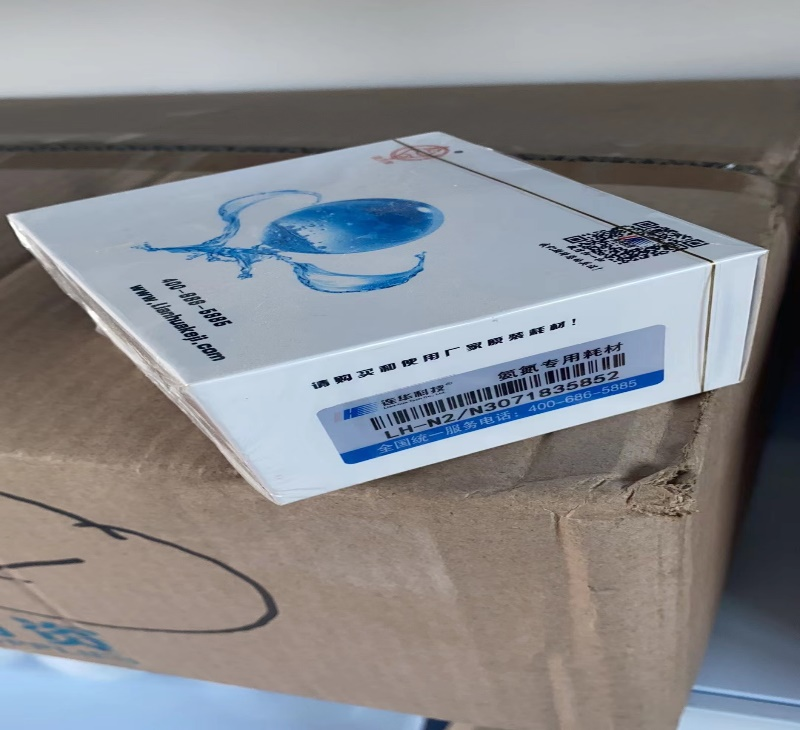 400-686-5885
www.lianhuakeji.com
请购买和使用厂家原装耗材！
连华科技®
氨氮专用耗材
LH-N2/N3071835852
全国统一服务电话：400-686-5885